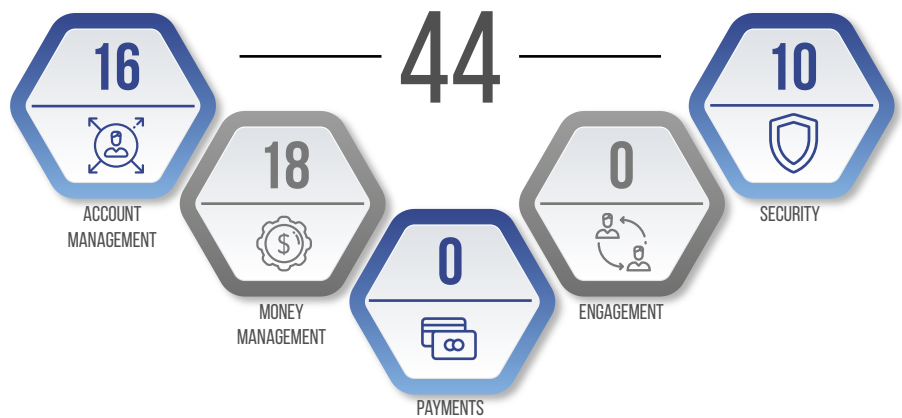 44
16
ACCOUNT
MANAGEMENT
18
$
MONEY
MANAGEMENT
0
PAYMENTS
0
ENGAGEMENT
10
SECURITY